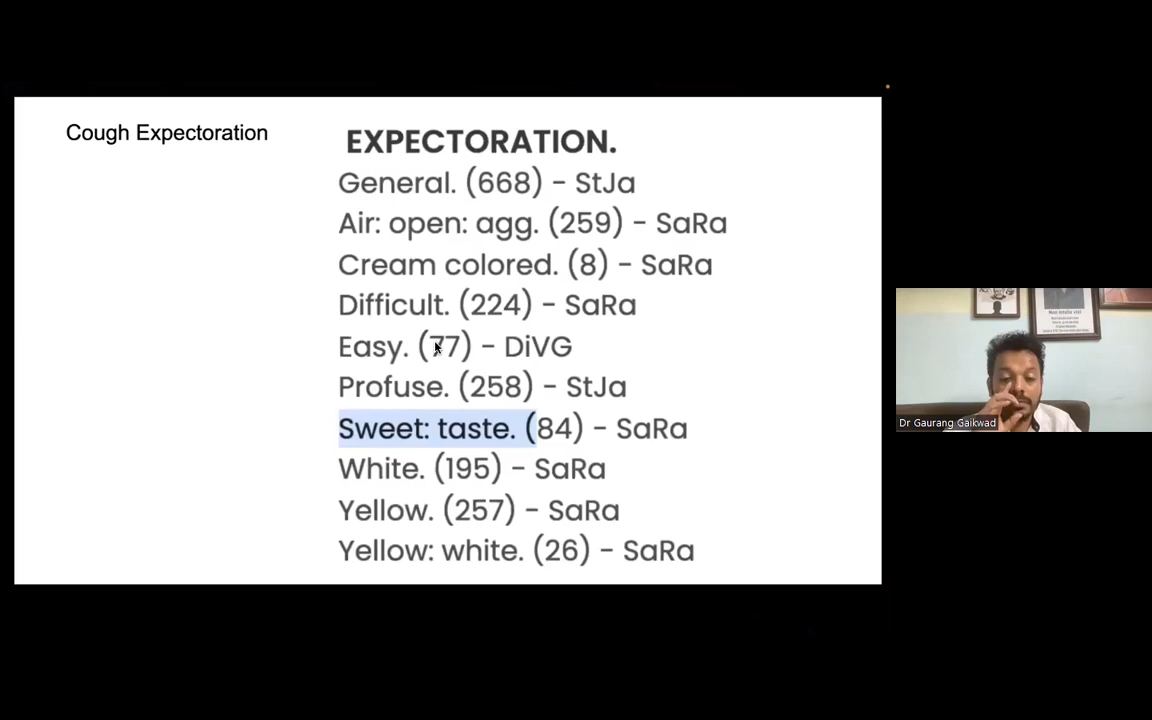 Cough Expectoration
EXPECTORATION.
General. (668) - StJa
Air: open: agg. (259) - SaRa
Cream colored. (8) - SaRa
Difficult. (224) - SaRa
Easy. (77) - DiVG
Profuse. (258) - StJa
Sweet: taste. (84) - SaRa
White. (195) - SaRa
Yellow. (257) - SaRa
Yellow: white. (26) - SaRa
Dr Gaurang Gaikwad